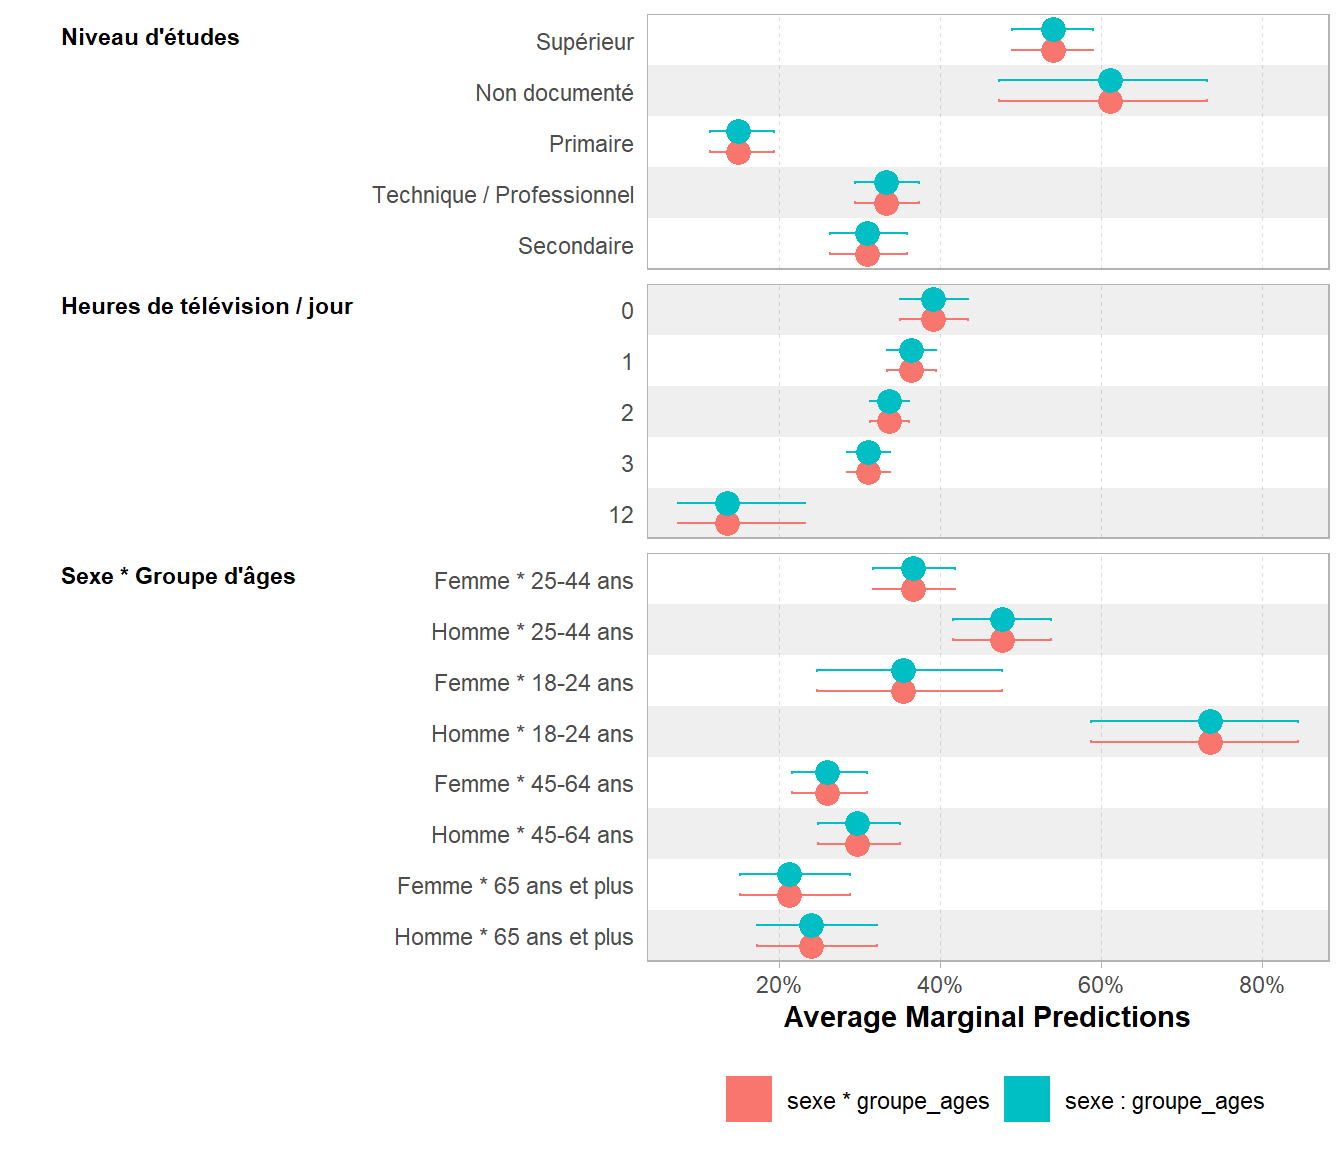 Niveau d'études
Supérieur
Non documenté
Primaire
Technique / Professionnel
Secondaire
Heures de télévision / jour
0
1
2
3
12
Sexe * Groupe d'âges
Femme * 25-44 ans
Homme * 25-44 ans
Femme * 18-24 ans
Homme * 18-24 ans
Femme * 45-64 ans
Homme * 45-64 ans
Femme * 65 ans et plus
Homme * 65 ans et plus
20% 40% 60% 80%
Average Marginal Predictions
sexe * groupe_ages sexe : groupe_ages